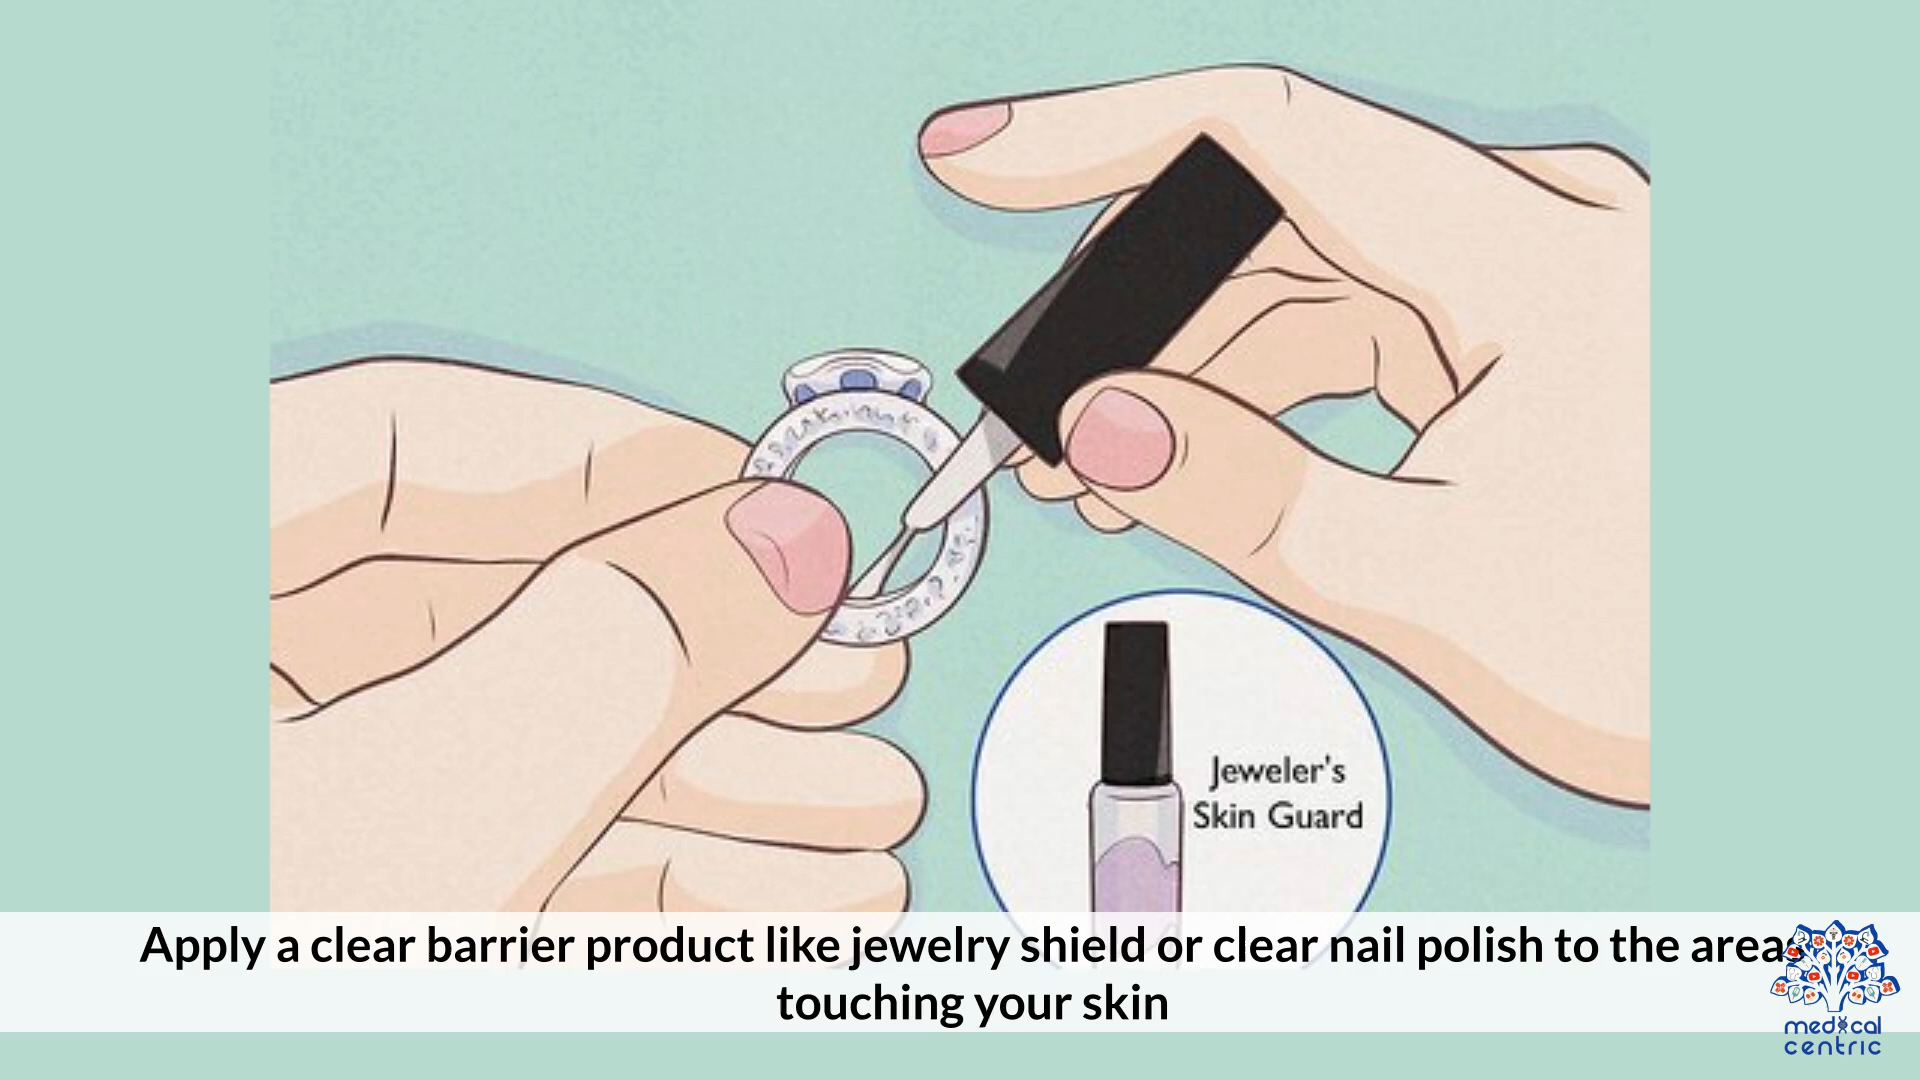 Jeweler's
Skin Guard
Apply a clear barrier product like jewelry shield or clear nail polish to the areas
touching your skin
medical
centric